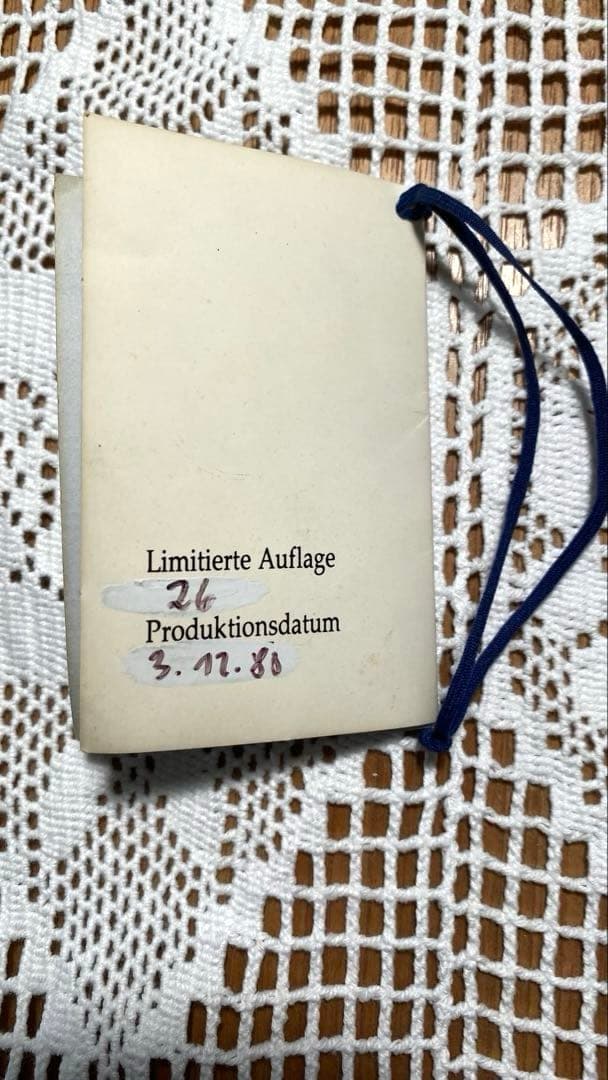 Limitierte Auflage
26
Produktionsdatum
3.12.80